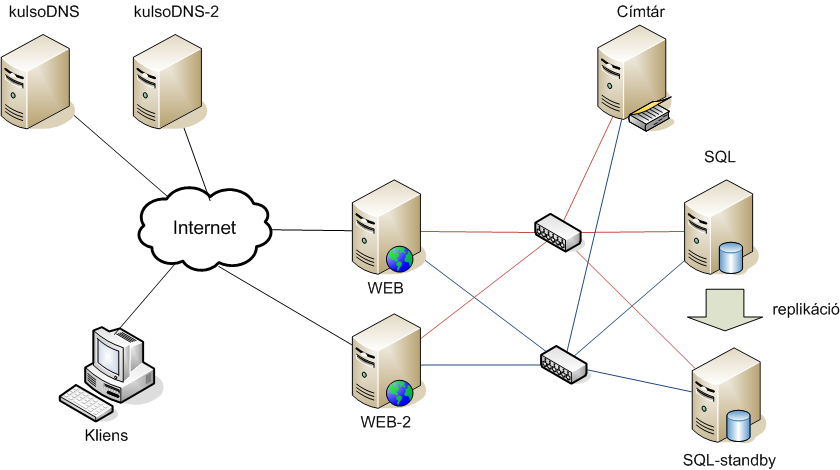 kulsoDNS
kulsoDNS-2
Címtár
SQL
Internet
WEB
replikáció
WEB-2
Kliens
SQL-standby